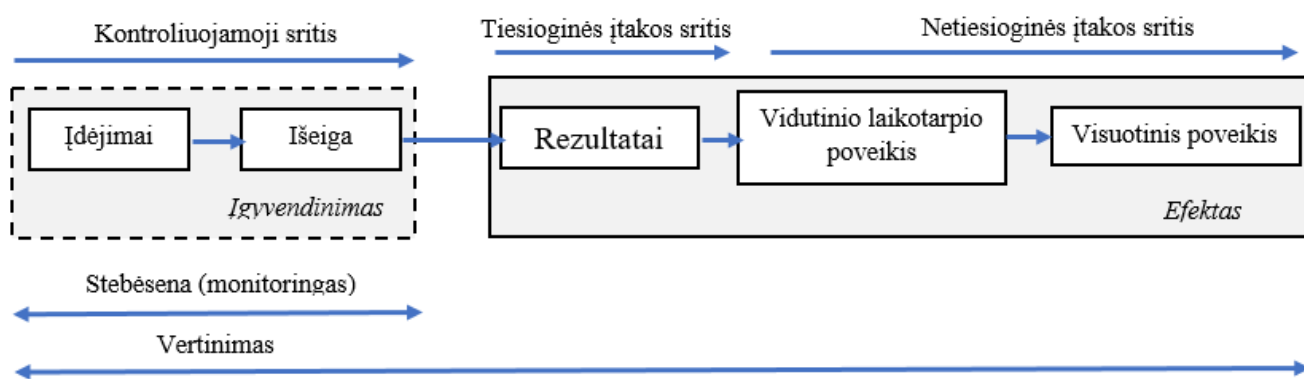 Kontroliuojamoji sritis
Tiesioginės įtakos sritis
Netiesioginės įtakos sritis
Įdėjimai
Išeiga
Rezultatai
Vidutinio laikotarpio
poveikis
Visuotinis poveikis
Įgyvendinimas
Efektas
Stebėsena (monitoringas)
Vertinimas